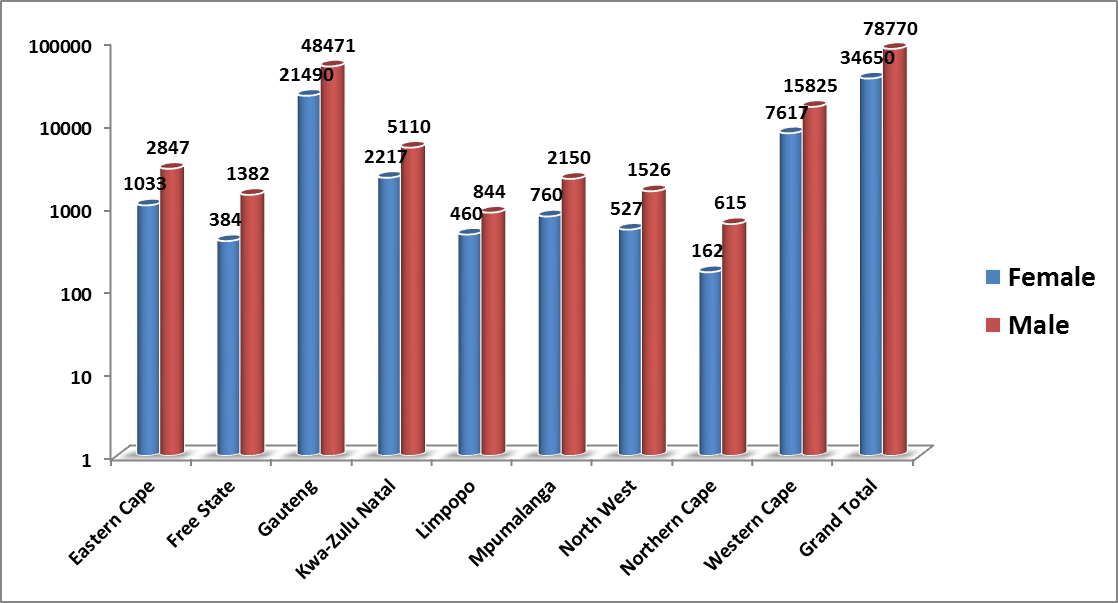 100000
10000
1000
100
10
1
1033
2847
384
1382
21490
48471
2217
5110
460
844
760
2150
527
1526
162
615
7617
15825
34650
78770
Eastern Cape
Free State
Gauteng
Kwa-Zulu Natal
Limpopo
Mpumalanga
North West
Northern Cape
Western Cape
Grand Total
Female
Male